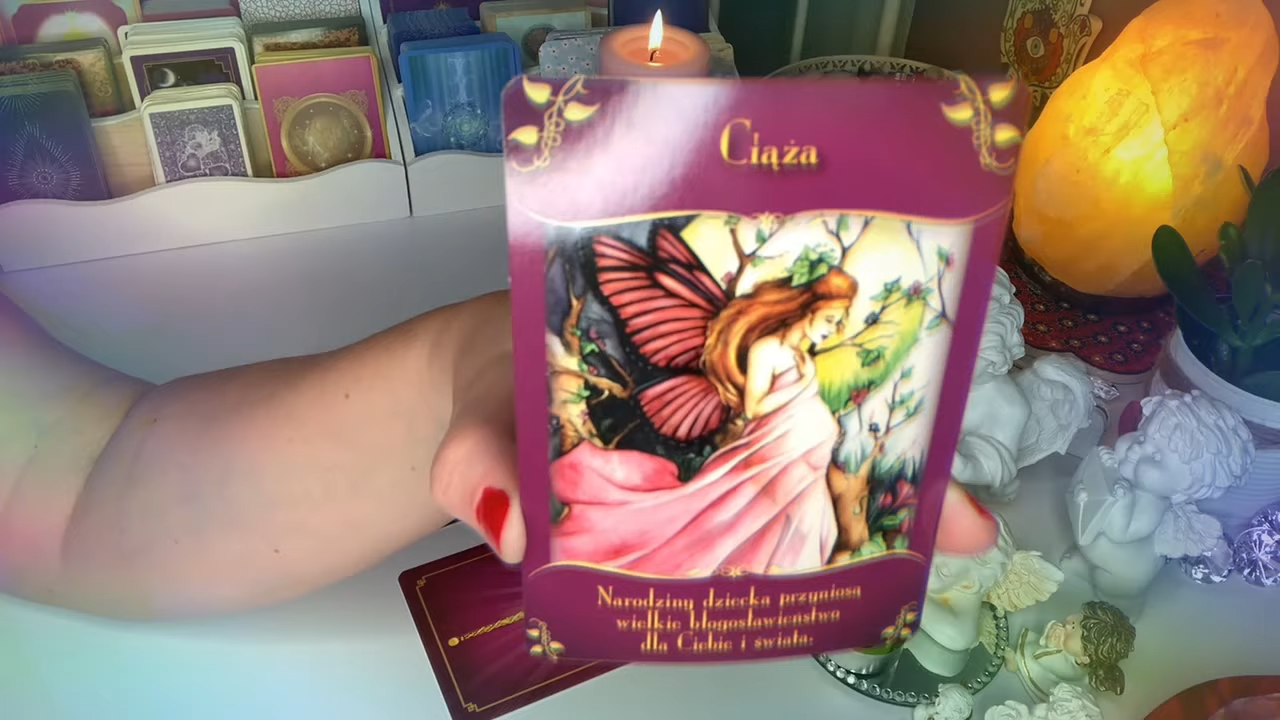 Ciąża
Narodziny dziecka przyniosą
wielkie błogosławieństwo
dla Ciebie i świata.